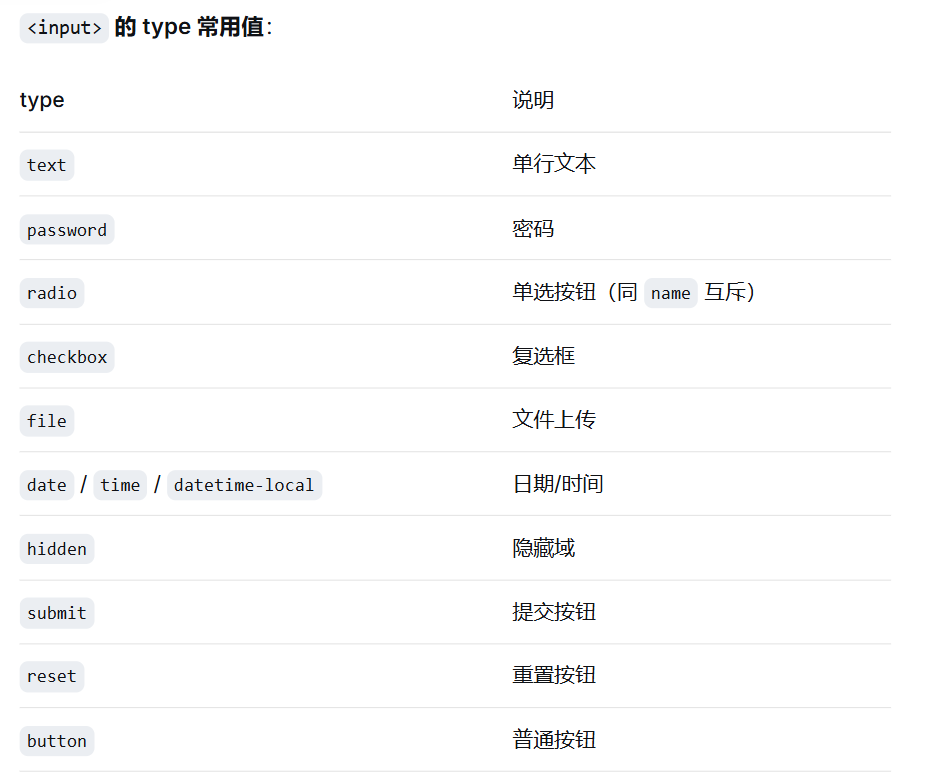 <input> 的 type 常用值：
type 说明
text 单行文本
password 密码
radio 单选按钮（同 name 互斥）
checkbox 复选框
file 文件上传
date / time / datetime-local 日期/时间
hidden 隐藏域
submit 提交按钮
reset 重置按钮
button 普通按钮